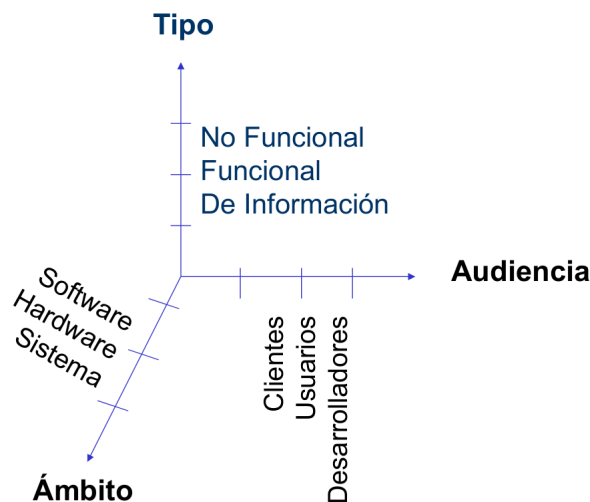 Tipo
No Funcional
Funcional
De Información
Audiencia
Software
Hardware
Sistema
Clientes
Usuarios
Desarrolladores
Ámbito